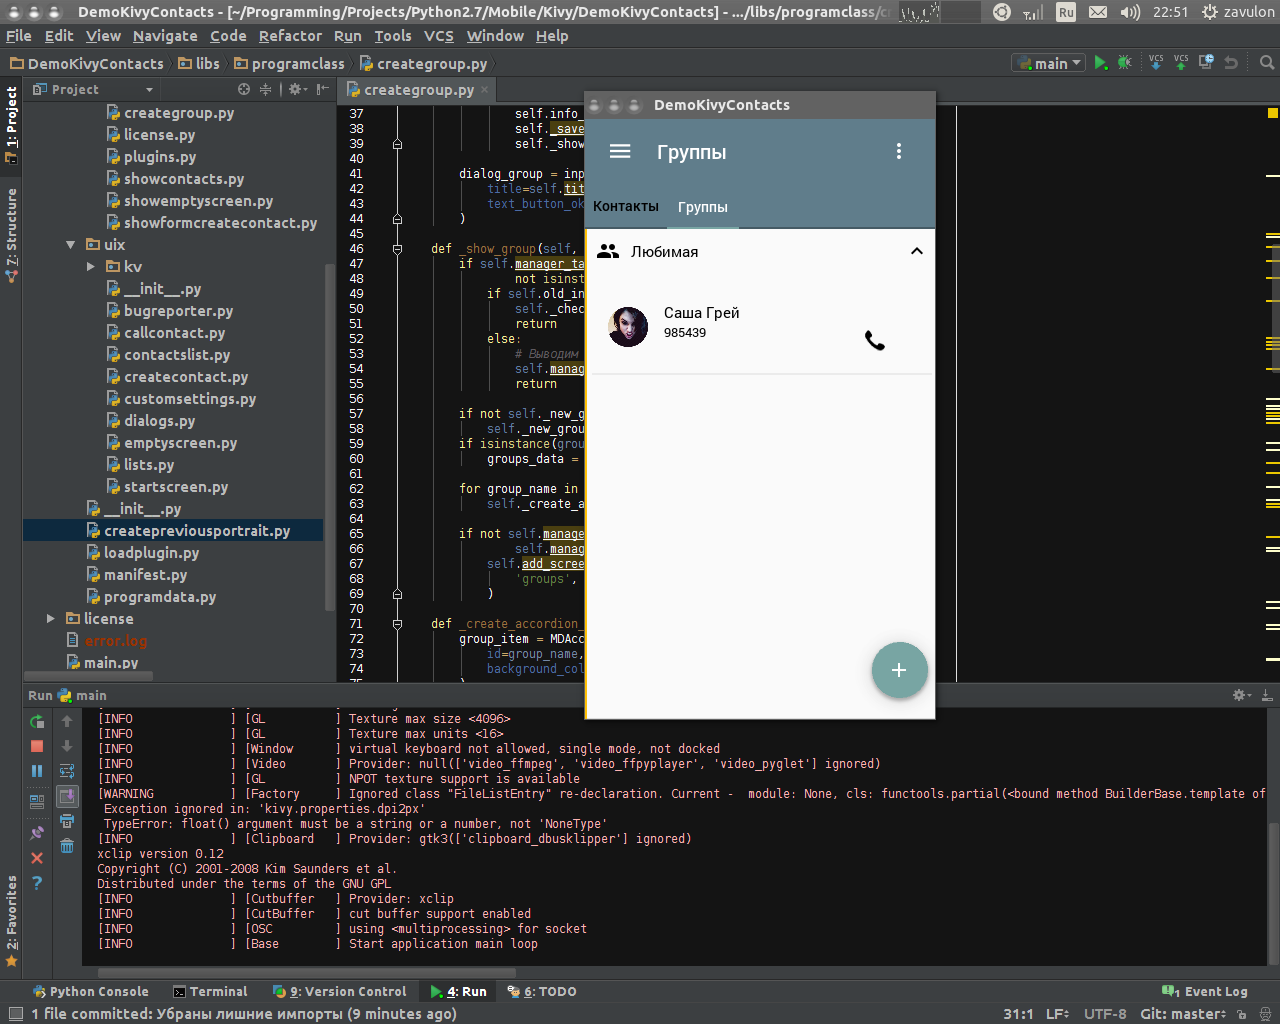 DemoKivyContacts - [~/Programming/Projects/Python2.7/Mobile/Kivy/DemoKivyContacts] - .../libs/programclass/c
Ru
22:51
zavulon
File Edit View Navigate Code Refactor Run Tools VCS Window Help
DemoKivyContacts libs programclass creategroup.py
main
VCS VCS
Project
creategroup.py
1: Project
7: Structure
2: Favorites
creategroup.py
license.py
plugins.py
showcontacts.py
showemptyscreen.py
showformcreatecontact.py
uix
kv
__init__.py
bugreporter.py
callcontact.py
contactslist.py
createcontact.py
customsettings.py
dialogs.py
emptyscreen.py
lists.py
startscreen.py
__init__.py
createpreviousportrait.py
loadplugin.py
manifest.py
programdata.py
license
error.log
main.py
37 self.info_
38 self._save
39 self._show
40
41 dialog_group = inp
42 title=self.tit
43 text_button_ok
44 )
45
46 def _show_group(self,
47 if self.manager_ta
48 not isinst
49 if self.old_in
50 self._chec
51 return
52 else:
53 # Выводим
54 self.manag
55 return
56
57 if not self._new_g
58 self._new_grou
59 if isinstance(grou
60 groups_data =
61
62 for group_name in
63 self._create_a
64
65 if not self.manage
66 self.manag
67 self.add_scree
68 'groups',
69 )
70
71 def _create_accordion_
72 group_item = MDAcc
73 id=group_name,
74 background_col
DemoKivyContacts
Группы
Контакты Группы
Любимая
Саша Грей
985439
Run main
[INFO ] [GL ] Texture max size <4096>
[INFO ] [GL ] Texture max units <16>
[INFO ] [Window ] virtual keyboard not allowed, single mode, not docked
[INFO ] [Video ] Provider: null(['video_ffmpeg', 'video_ffpyplayer', 'video_pyglet'] ignored)
[INFO ] [GL ] NPOT texture support is available
[WARNING ] [Factory ] Ignored class "FileListEntry" re-declaration. Current - module: None, cls: functools.partial(<bound method BuilderBase.template of
Exception ignored in: 'kivy.properties.dpi2px'
TypeError: float() argument must be a string or a number, not 'NoneType'
[INFO ] [Clipboard ] Provider: gtk3(['clipboard_dbusklipper'] ignored)
xclip version 0.12
Copyright (C) 2001-2008 Kim Saunders et al.
Distributed under the terms of the GNU GPL
[INFO ] [Cutbuffer ] Provider: xclip
[INFO ] [CutBuffer ] cut buffer support enabled
[INFO ] [OSC ] using <multiprocessing> for socket
[INFO ] [Base ] Start application main loop
Python Console Terminal 9: Version Control 4: Run 6: TODO
1 Event Log
1 file committed: Убраны лишние импорты (9 minutes ago)
31:1 LF UTF-8 Git: master